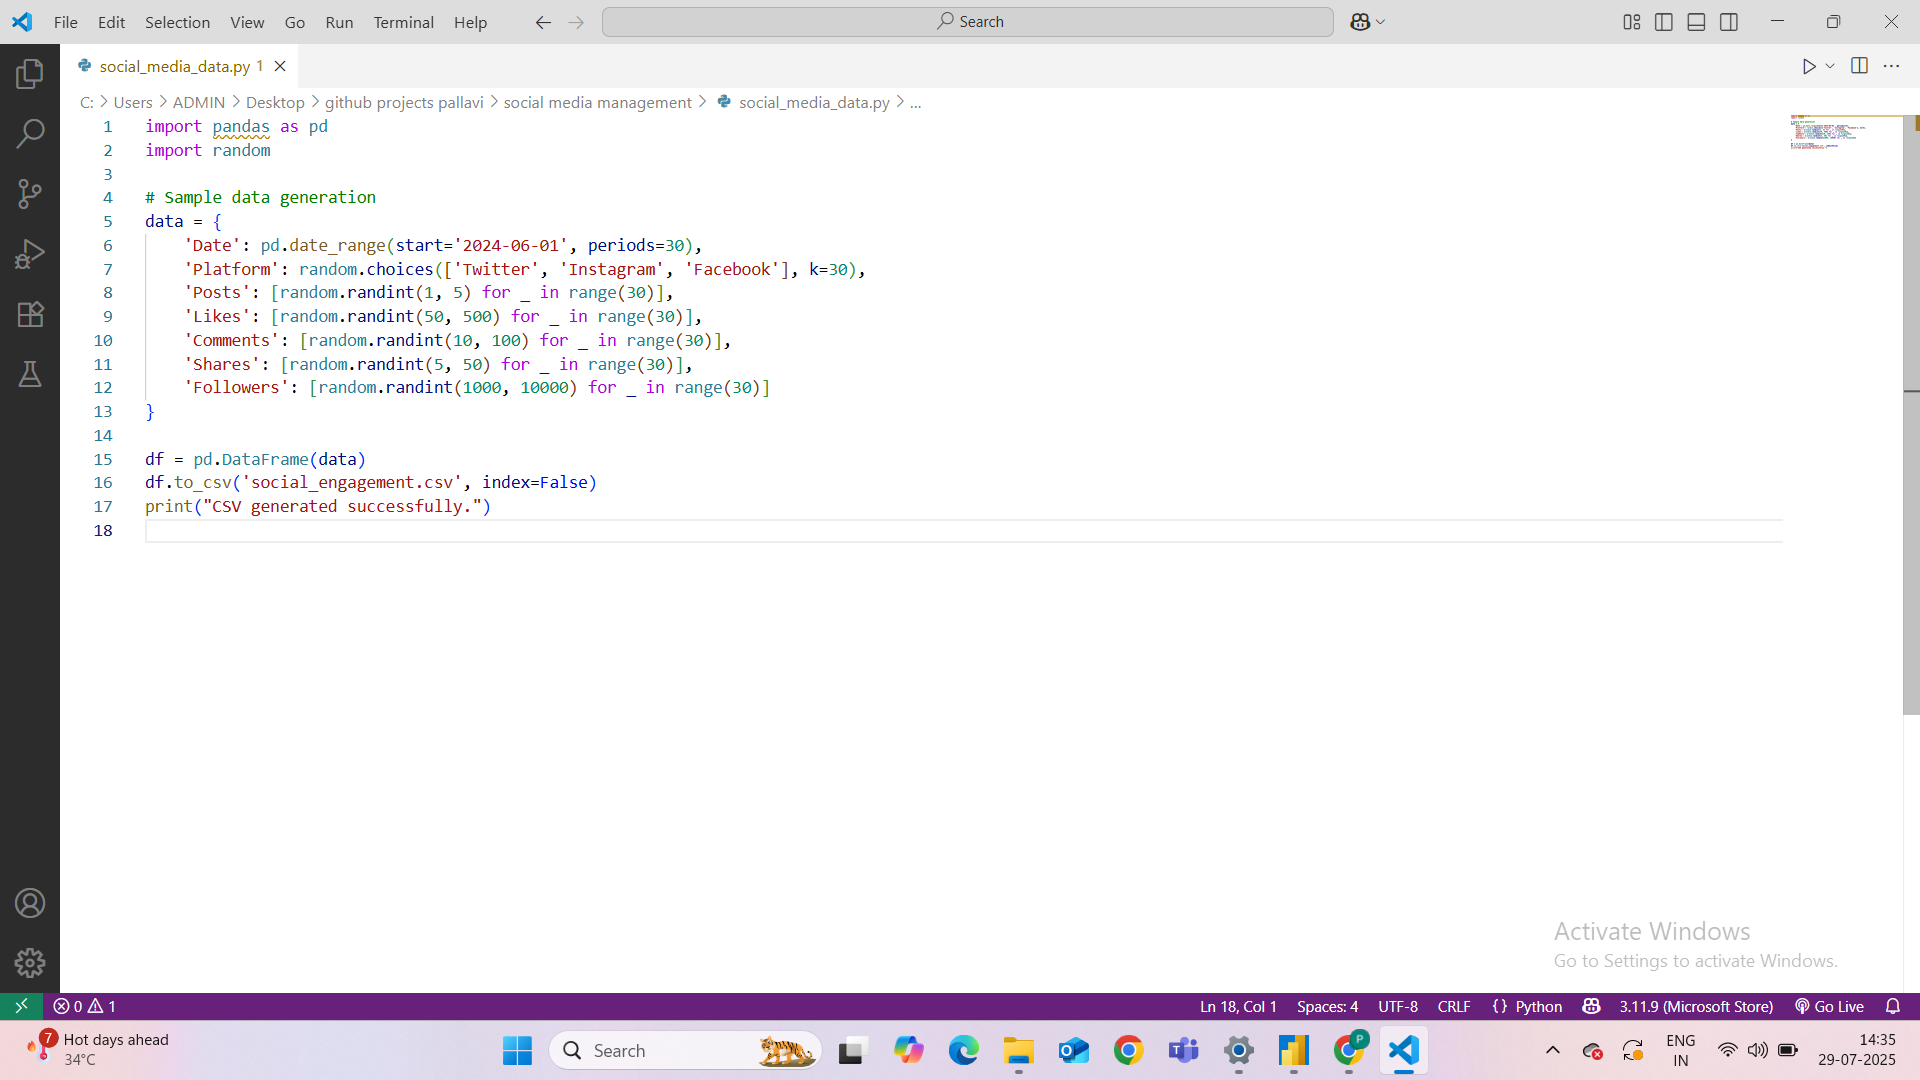 File Edit Selection View Go Run Terminal Help Search
social_media_data.py 1
C: > Users > ADMIN > Desktop > github projects pallavi > social media management > social_media_data.py > ...
1 import pandas as pd
2 import random
3
4 # Sample data generation
5 data = {
6 'Date': pd.date_range(start='2024-06-01', periods=30),
7 'Platform': random.choices(['Twitter', 'Instagram', 'Facebook'], k=30),
8 'Posts': [random.randint(1, 5) for _ in range(30)],
9 'Likes': [random.randint(50, 500) for _ in range(30)],
10 'Comments': [random.randint(10, 100) for _ in range(30)],
11 'Shares': [random.randint(5, 50) for _ in range(30)],
12 'Followers': [random.randint(1000, 10000) for _ in range(30)]
13 }
14
15 df = pd.DataFrame(data)
16 df.to_csv('social_engagement.csv', index=False)
17 print("CSV generated successfully.")
18
Activate Windows
Go to Settings to activate Windows.
0 1 Ln 18, Col 1 Spaces: 4 UTF-8 CRLF {} Python 3.11.9 (Microsoft Store) Go Live
7 Hot days ahead
34°C
Search
P
ENG
IN
14:35
29-07-2025